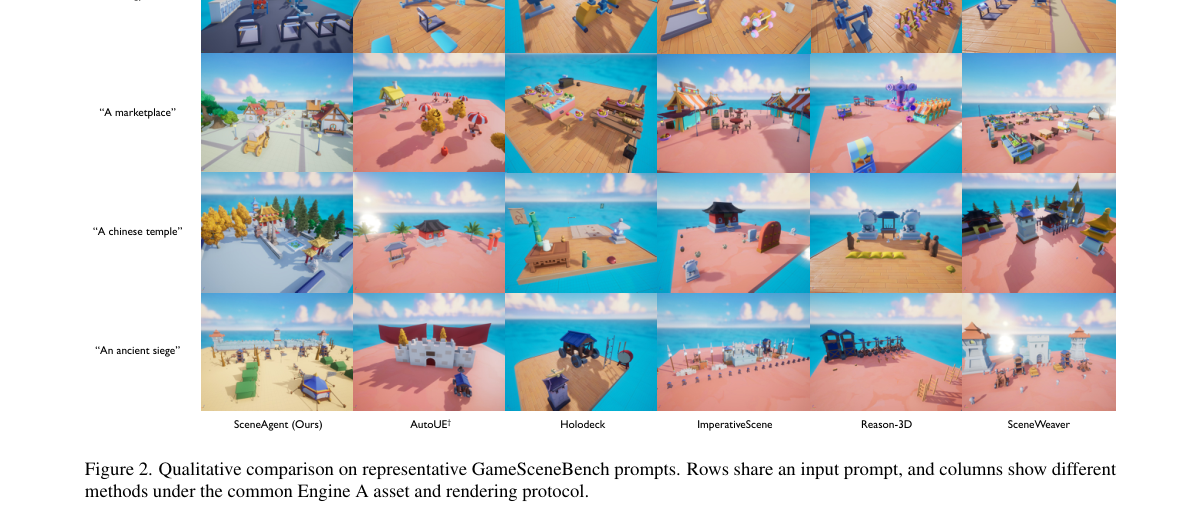 “A marketplace”
“A chinese temple”
“An ancient siege”
SceneAgent (Ours) AutoUE† Holodeck ImperativeScene Reason-3D SceneWeaver
Figure 2. Qualitative comparison on representative GameSceneBench prompts. Rows share an input prompt, and columns show different
methods under the common Engine A asset and rendering protocol.